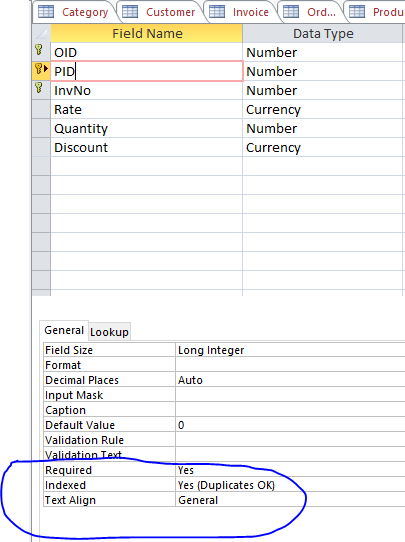 Category Customer Invoice Ord... Produ
Field Name Data Type
OID Number
PID Number
InvNo Number
Rate Currency
Quantity Number
Discount Currency
General Lookup
Field Size Long Integer
Format
Decimal Places Auto
Input Mask
Caption
Default Value 0
Validation Rule
Validation Text
Required Yes
Indexed Yes (Duplicates OK)
Text Align General